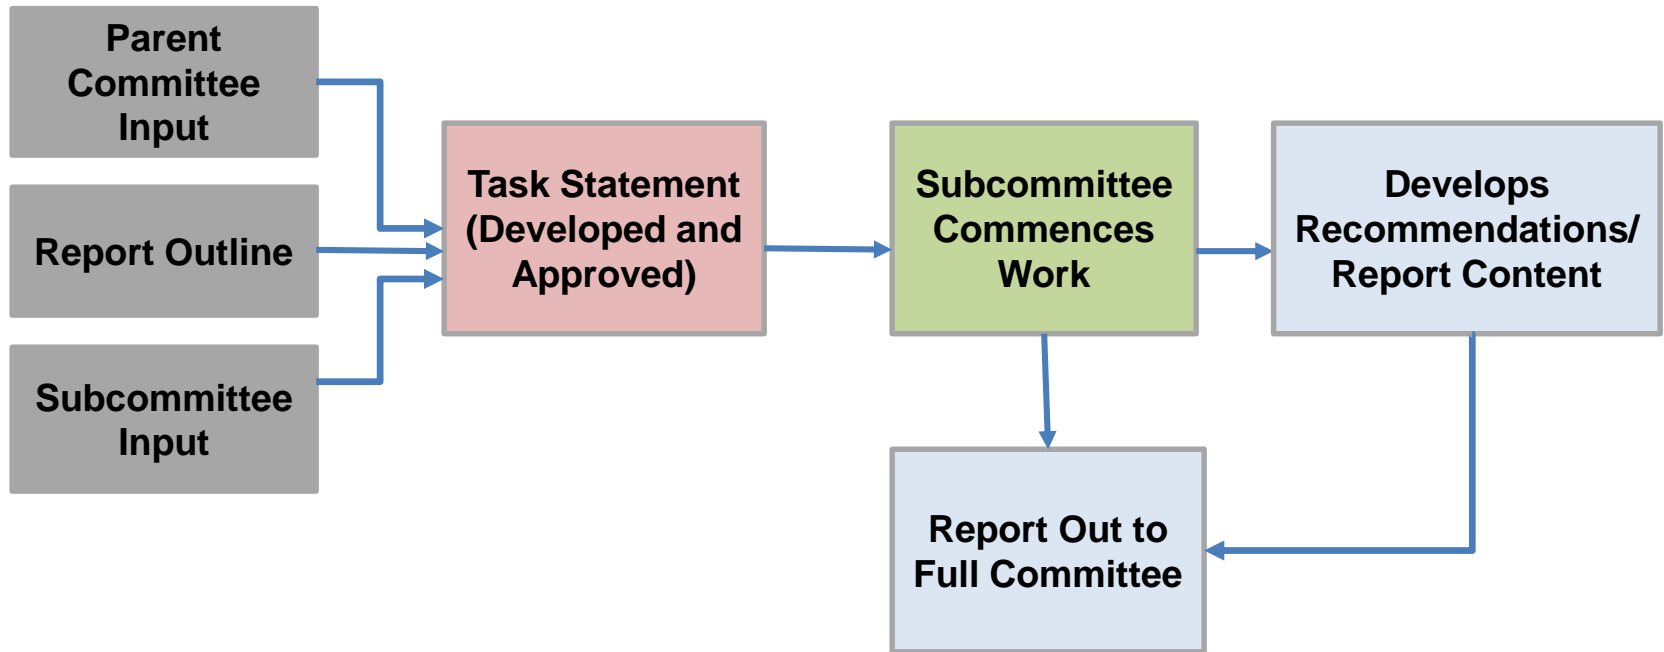 Parent
Committee
Input
Report Outline
Subcommittee
Input
Task Statement
(Developed and
Approved)
Subcommittee
Commences
Work
Develops
Recommendations/
Report Content
Report Out to
Full Committee